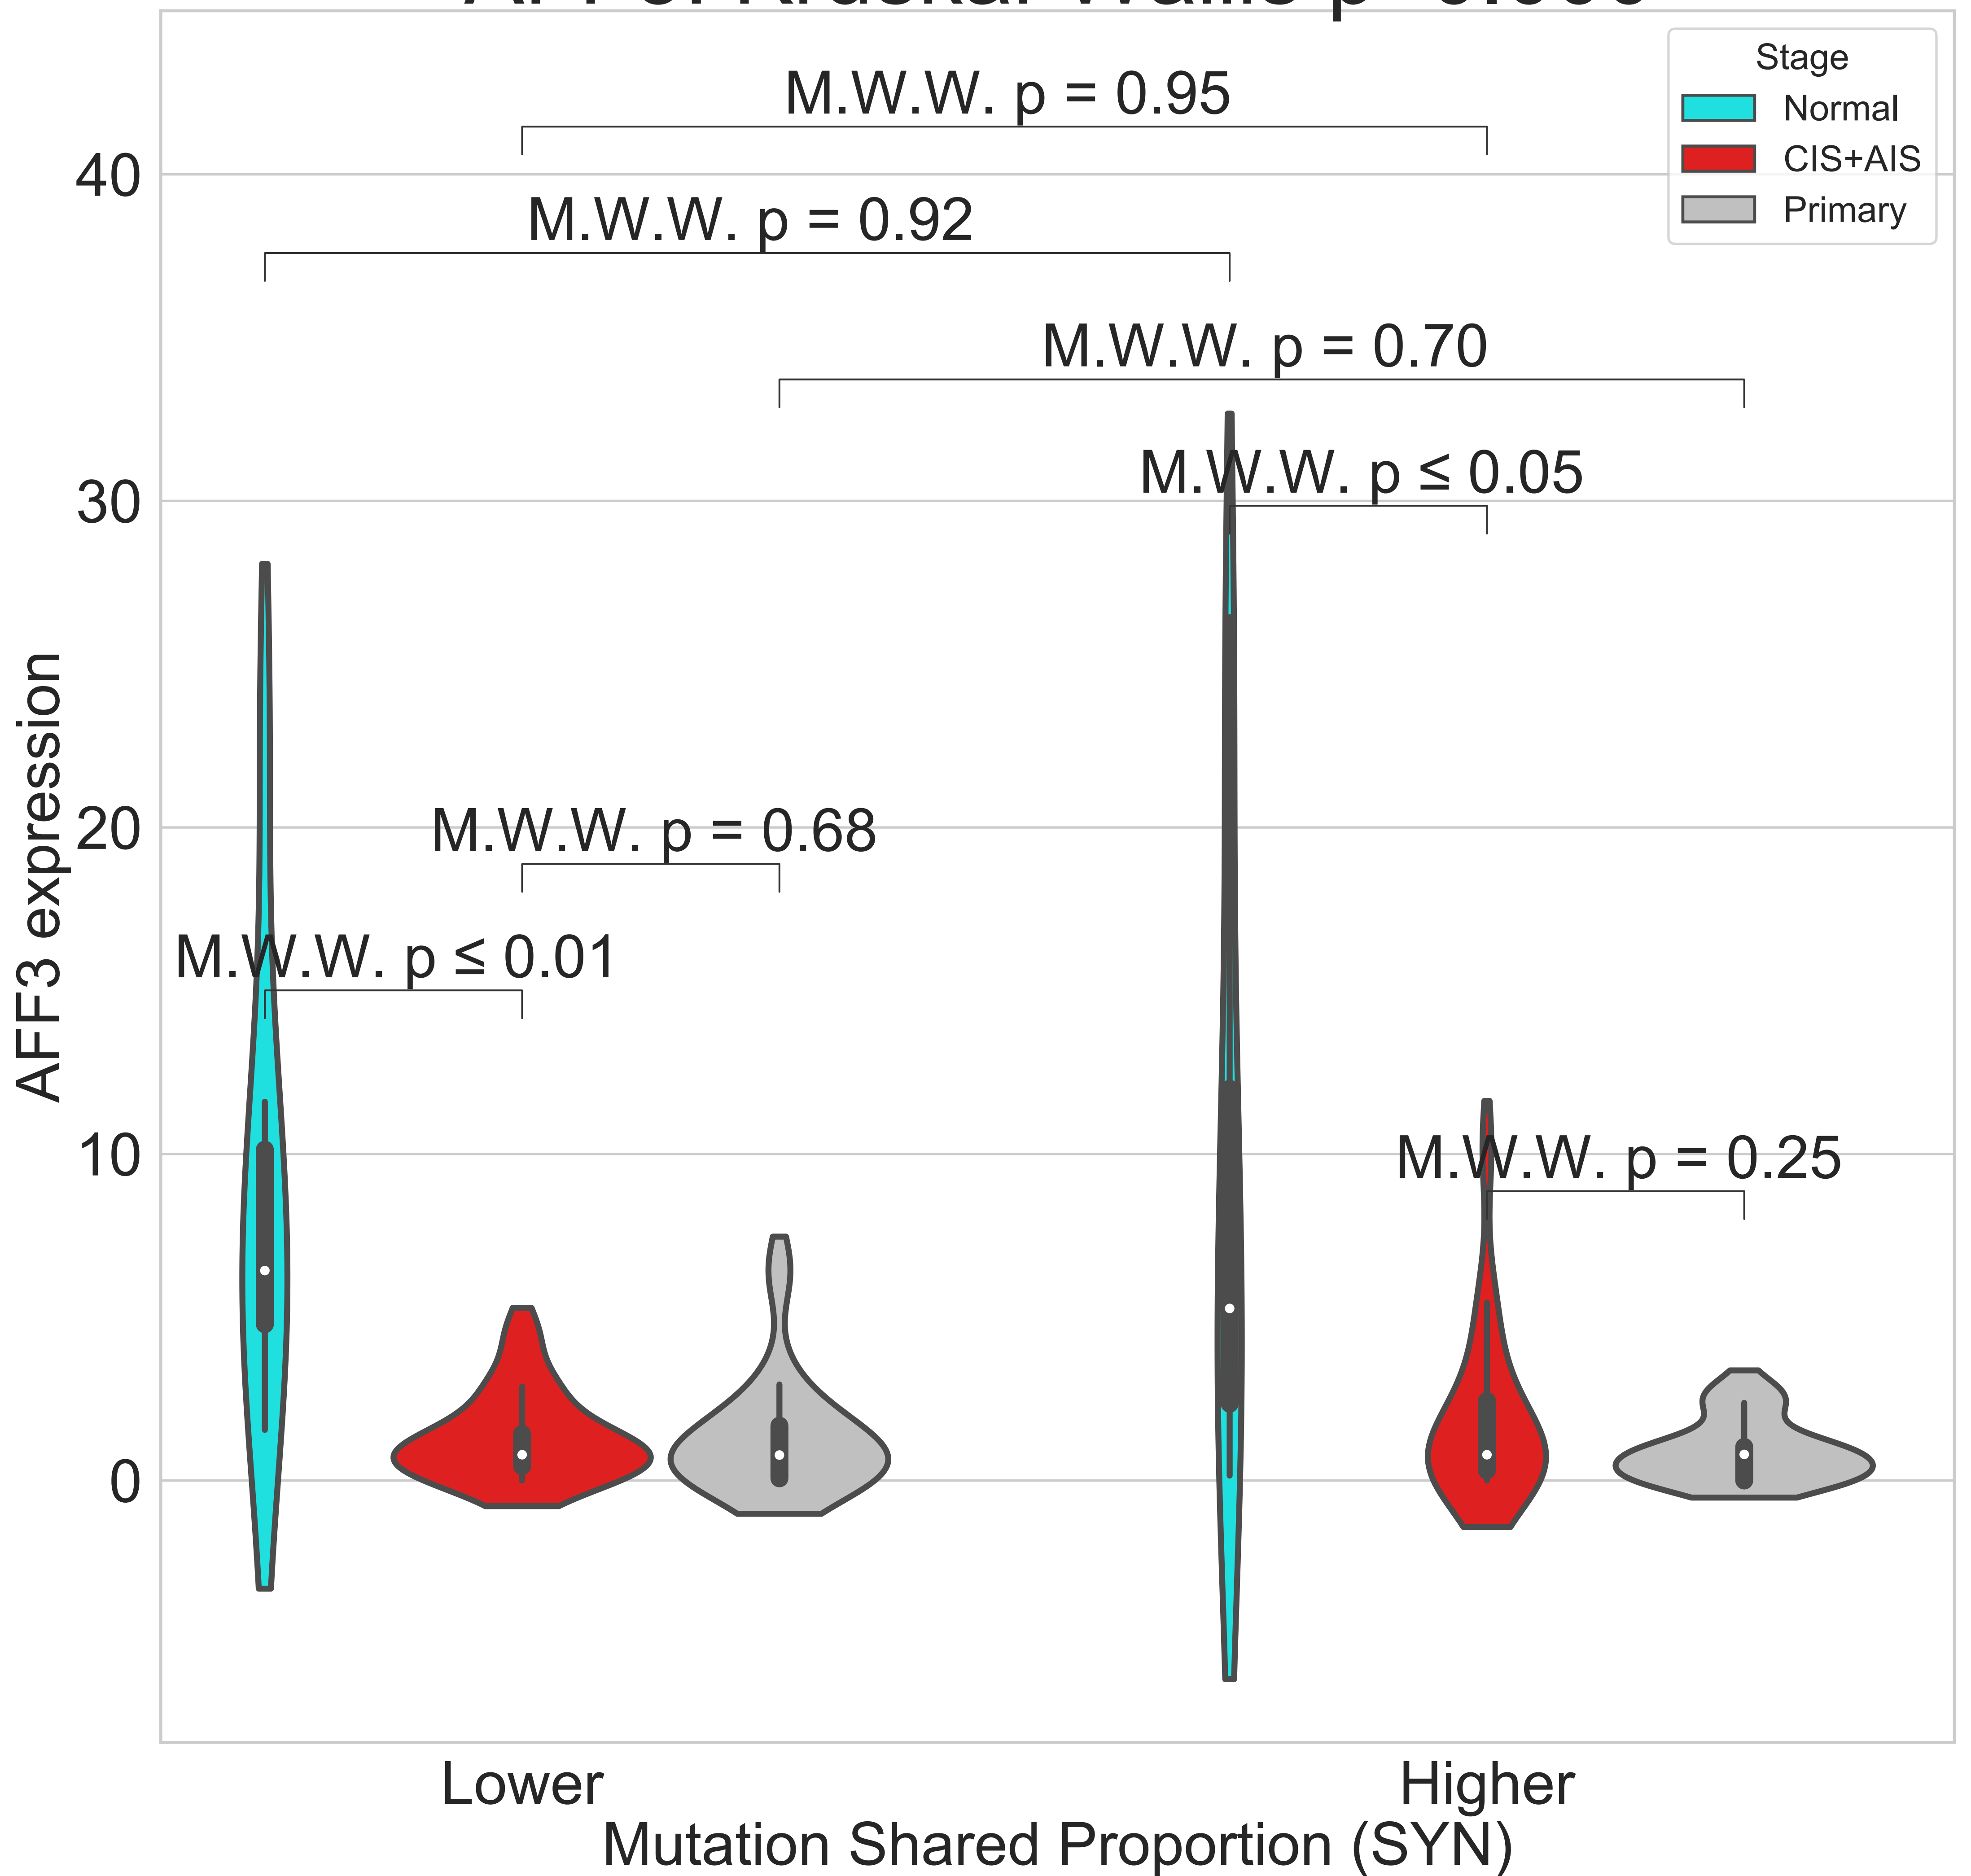 Stage
Normal
CIS+AIS
Primary
M.W.W. p = 0.95
40
M.W.W. p = 0.92
M.W.W. p = 0.70
M.W.W. p ≤ 0.05
30
M.W.W. p = 0.68
20
M.W.W. p ≤ 0.01
M.W.W. p = 0.25
10
0
AFF3 expression
Lower
Higher
Mutation Shared Proportion (SYN)